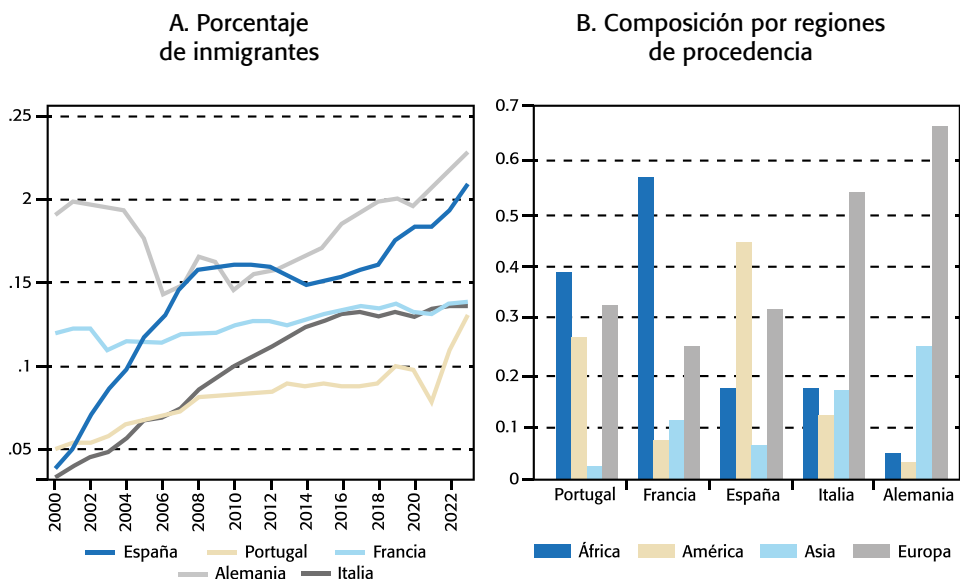 A. Porcentaje
de inmigrantes
.25
2
.15
.1
.05
2000
2002
2004
2006
2008
2010
2012
2014
2016
2018
2020
2022
España
Portugal
Francia
Alemania
Italia
B. Composición por regiones
de procedencia
0.7
0.6
0.5
0.4
0.3
0.2
0.1
0
Portugal
Francia
España
Italia
Alemania
África
América
Asia
Europa